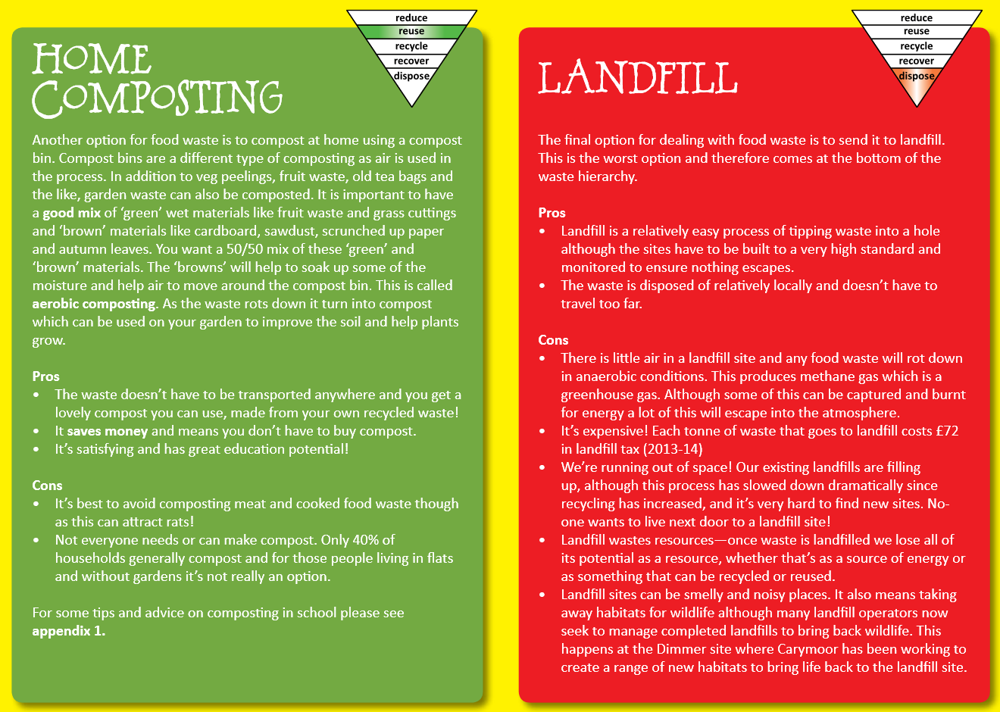 reduce
reuse
recycle
recover
dispose
HOME
COMPOSTING
Another option for food waste is to compost at home using a compost
bin. Compost bins are a different type of composting as air is used in
the process. In addition to veg peelings, fruit waste, old tea bags and
the like, garden waste can also be composted. It is important to have
a good mix of ‘green’ wet materials like fruit waste and grass cuttings
and ‘brown’ materials like cardboard, sawdust, scrunched up paper
and autumn leaves. You want a 50/50 mix of these ‘green’ and
‘brown’ materials. The ‘browns’ will help to soak up some of the
moisture and help air to move around the compost bin. This is called
aerobic composting. As the waste rots down it turn into compost
which can be used on your garden to improve the soil and help plants
grow.
Pros
• The waste doesn’t have to be transported anywhere and you get a
lovely compost you can use, made from your own recycled waste!
• It saves money and means you don’t have to buy compost.
• It’s satisfying and has great education potential!
Cons
• It’s best to avoid composting meat and cooked food waste though
as this can attract rats!
• Not everyone needs or can make compost. Only 40% of
households generally compost and for those people living in flats
and without gardens it’s not really an option.
For some tips and advice on composting in school please see
appendix 1.
reduce
reuse
recycle
recover
dispose
LANDFILL
The final option for dealing with food waste is to send it to landfill.
This is the worst option and therefore comes at the bottom of the
waste hierarchy.
Pros
• Landfill is a relatively easy process of tipping waste into a hole
although the sites have to be built to a very high standard and
monitored to ensure nothing escapes.
• The waste is disposed of relatively locally and doesn’t have to
travel too far.
Cons
• There is little air in a landfill site and any food waste will rot down
in anaerobic conditions. This produces methane gas which is a
greenhouse gas. Although some of this can be captured and burnt
for energy a lot of this will escape into the atmosphere.
• It’s expensive! Each tonne of waste that goes to landfill costs £72
in landfill tax (2013-14)
• We’re running out of space! Our existing landfills are filling
up, although this process has slowed down dramatically since
recycling has increased, and it’s very hard to find new sites. No-
one wants to live next door to a landfill site!
• Landfill wastes resources—once waste is landfilled we lose all of
its potential as a resource, whether that’s as a source of energy or
as something that can be recycled or reused.
• Landfill sites can be smelly and noisy places. It also means taking
away habitats for wildlife although many landfill operators now
seek to manage completed landfills to bring back wildlife. This
happens at the Dimmer site where Carymoor has been working to
create a range of new habitats to bring life back to the landfill site.